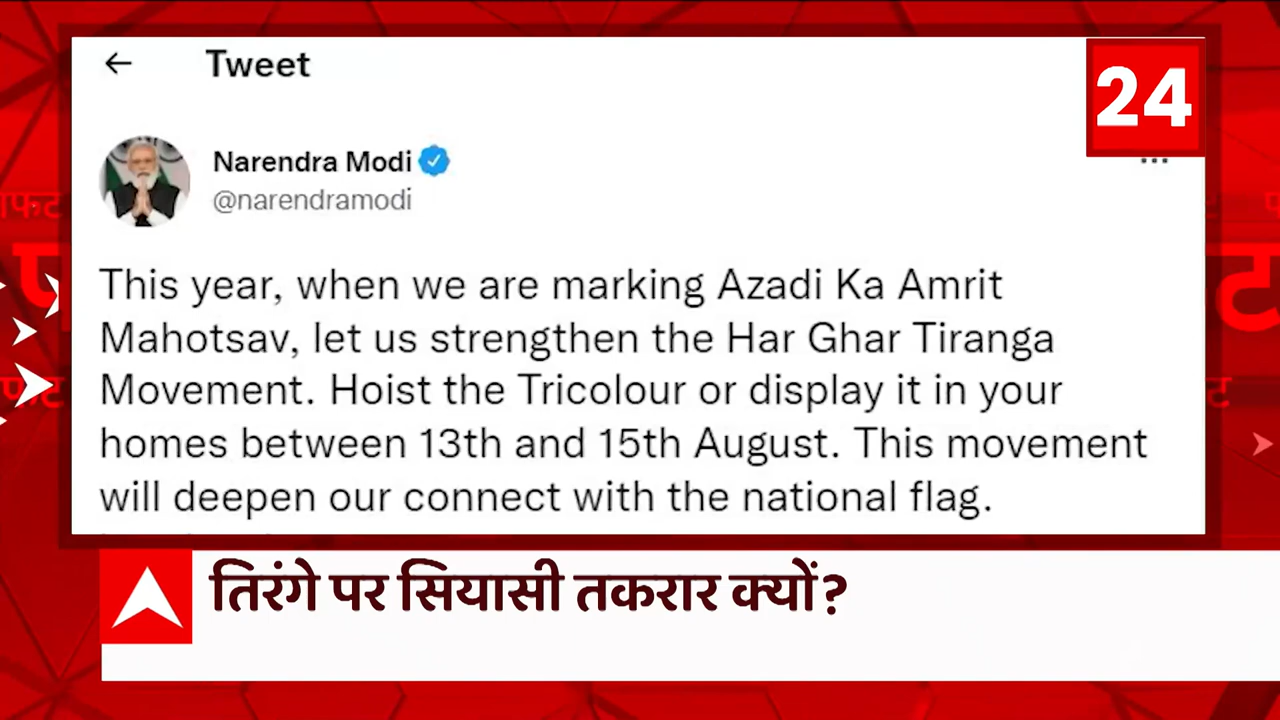 Tweet
24
Narendra Modi
@narendramodi
This year, when we are marking Azadi Ka Amrit
Mahotsav, let us strengthen the Har Ghar Tiranga
Movement. Hoist the Tricolour or display it in your
homes between 13th and 15th August. This movement
will deepen our connect with the national flag.
तिरंगे पर सियासी तकरार क्यों?